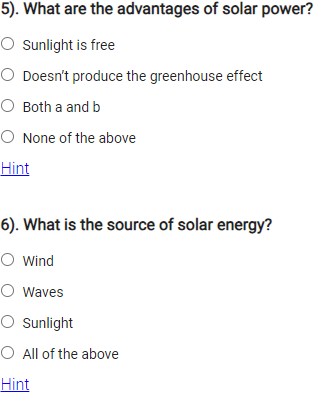 5). What are the advantages of solar power?
Sunlight is free
Doesn't produce the greenhouse effect
Both a and b
None of the above
Hint
6). What is the source of solar energy?
Wind
Waves
Sunlight
All of the above
Hint